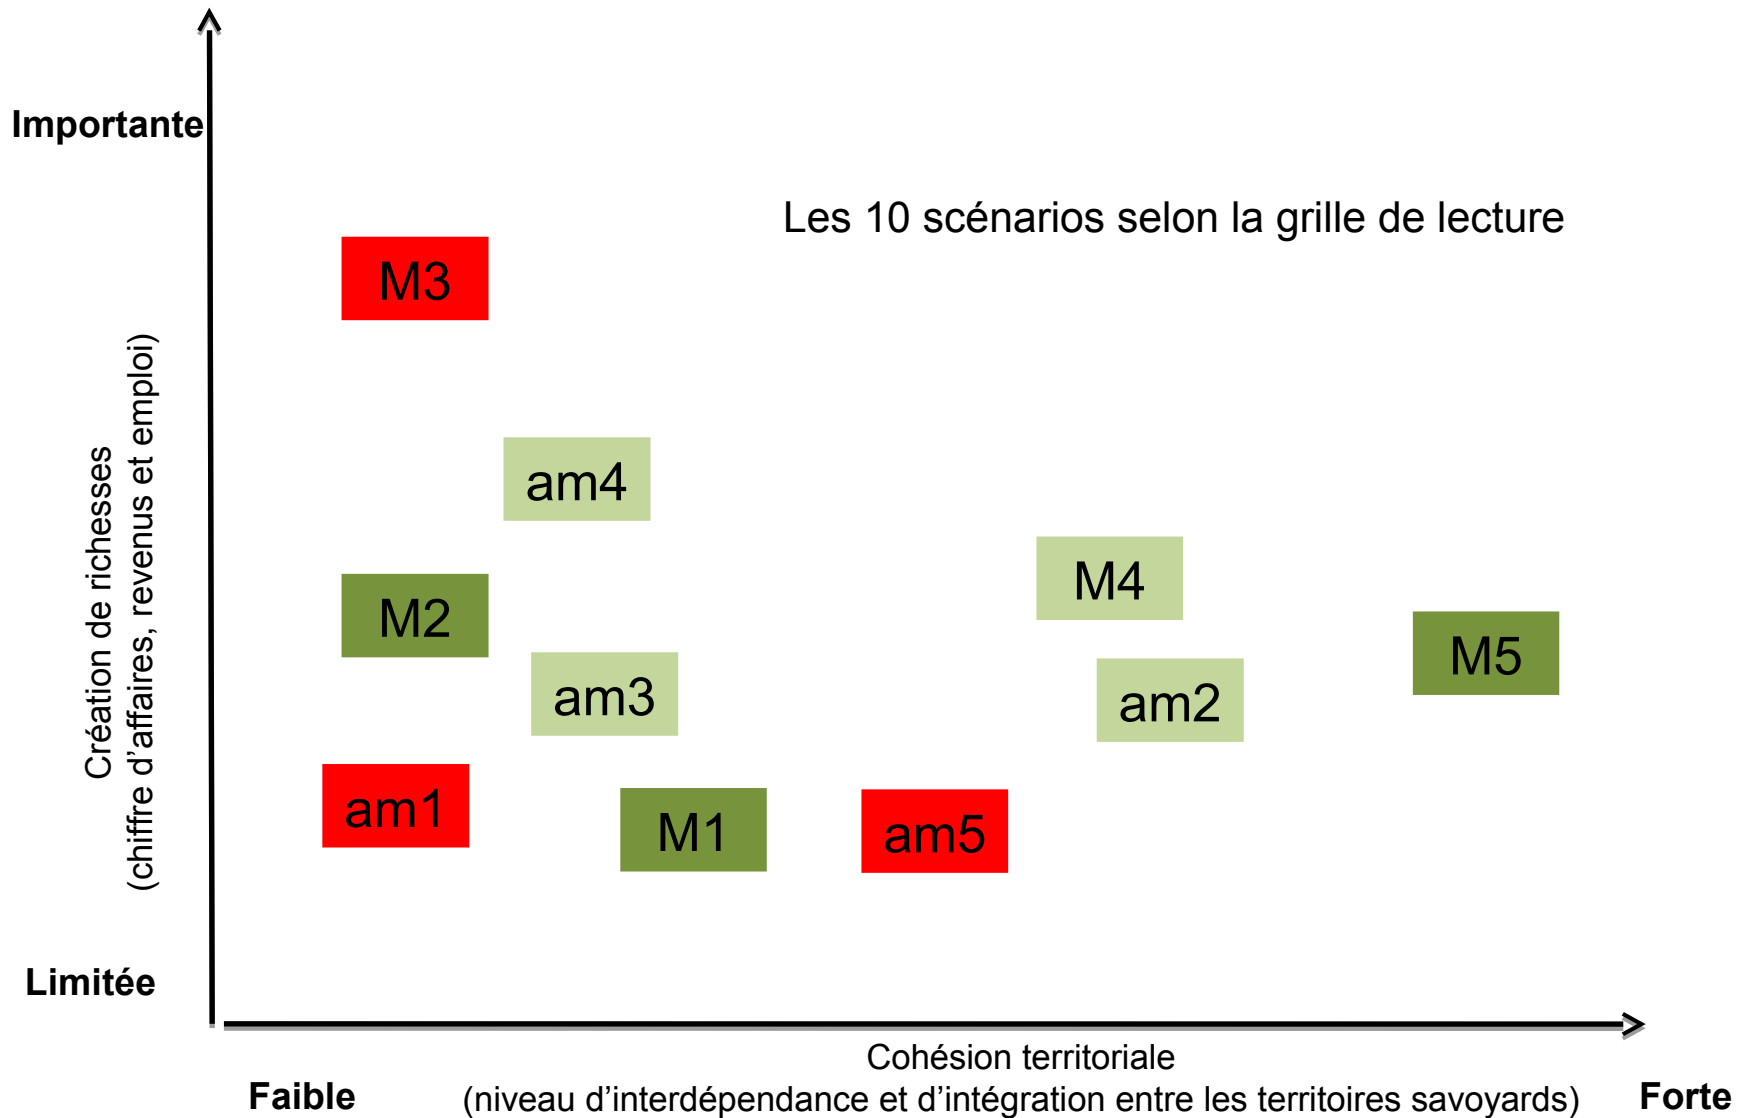 Importante
Les 10 scénarios selon la grille de lecture
M3
Création de richesses
(chiffre d’affaires, revenus et emploi)
am4
M4
M2
M5
am3
am2
am1
M1
am5
Limitée
Cohésion territoriale
Faible
(niveau d’interdépendance et d’intégration entre les territoires savoyards)
Forte